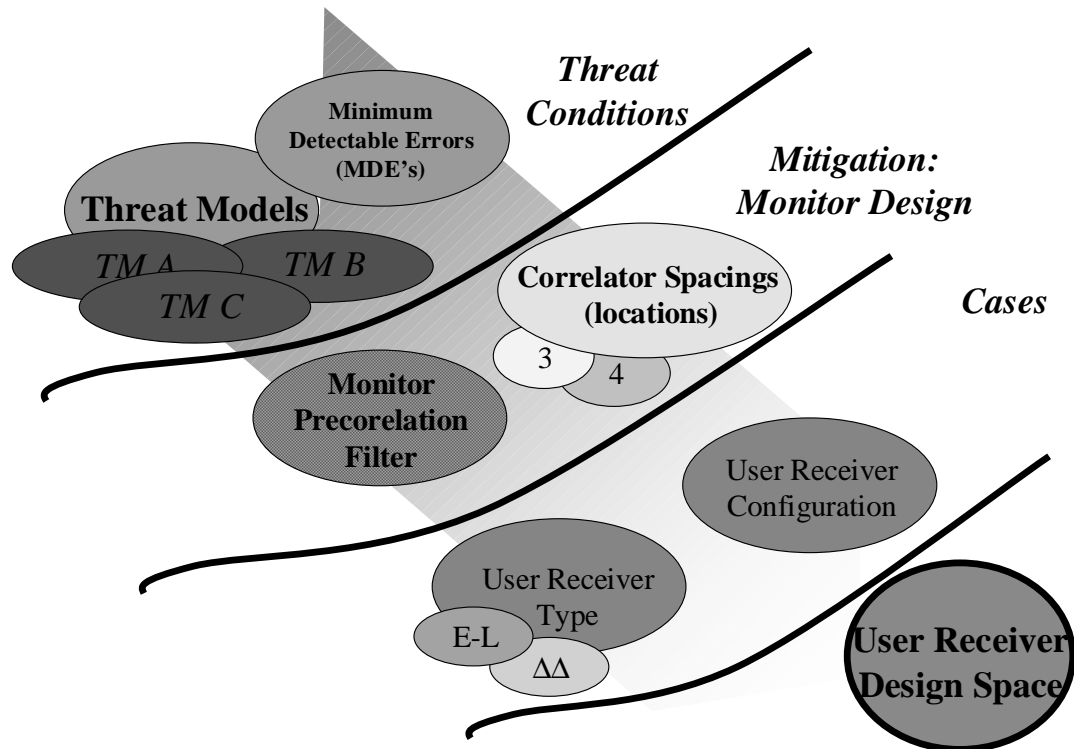 Threat
Conditions
Minimum
Detectable Errors
(MDE's)
Threat Models
TM A
TM B
TM C
Mitigation:
Monitor Design
Correlator Spacings
(locations)
3
4
Monitor
Precorelation
Filter
Cases
User Receiver
Configuration
User Receiver
Type
E-L
ΔΔ
User Receiver
Design Space